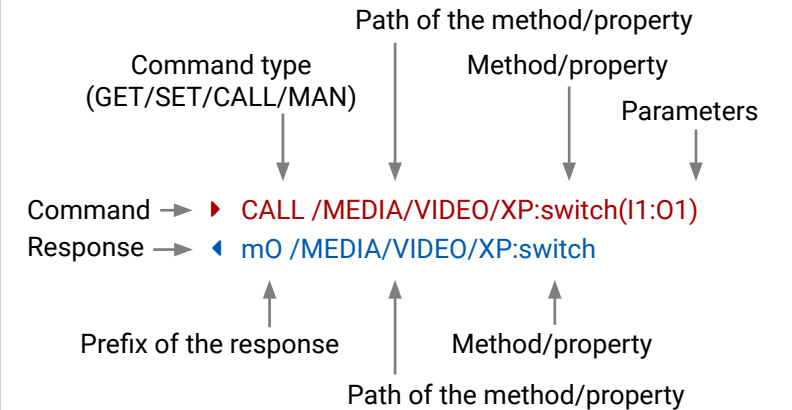 Path of the method/property
Command type
(GET/SET/CALL/MAN)
Method/property
Parameters
Command
CALL /MEDIA/VIDEO/XP:switch(I1:O1)
Response
mO /MEDIA/VIDEO/XP:switch
Prefix of the response
Method/property
Path of the method/property